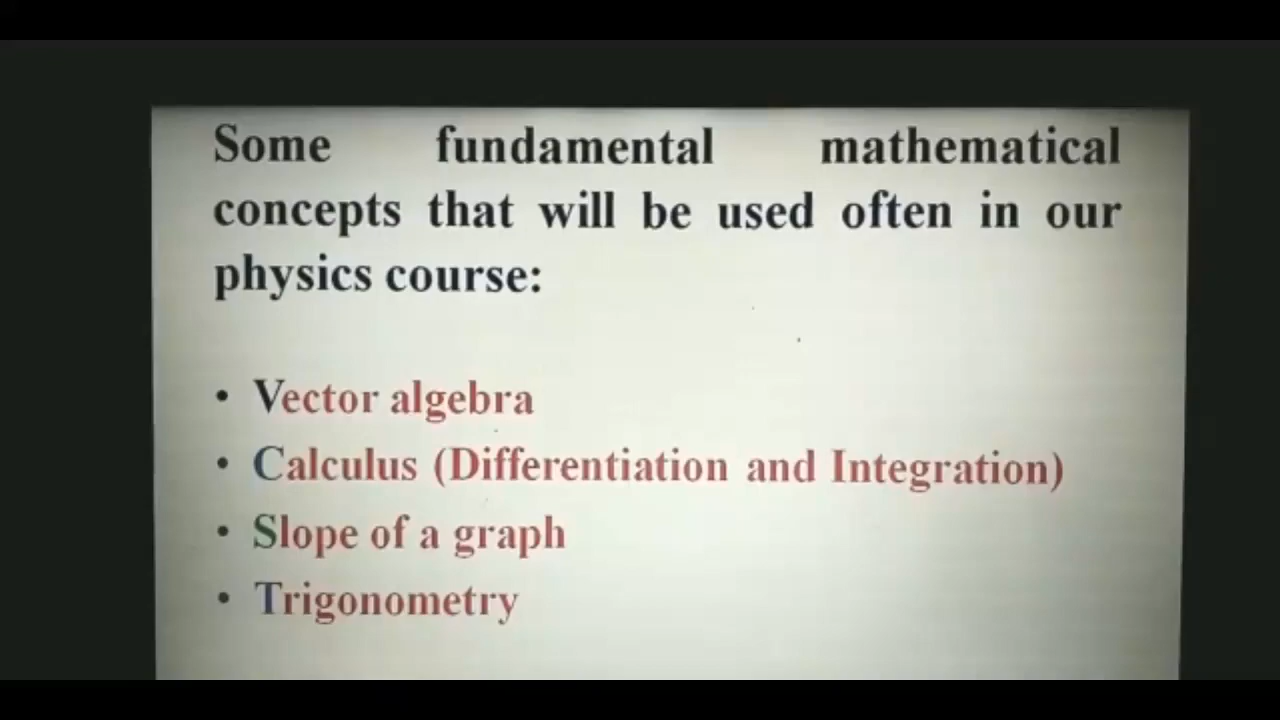 Some fundamental mathematical
concepts that will be used often in our
physics course:
• Vector algebra
• Calculus (Differentiation and Integration)
• Slope of a graph
• Trigonometry